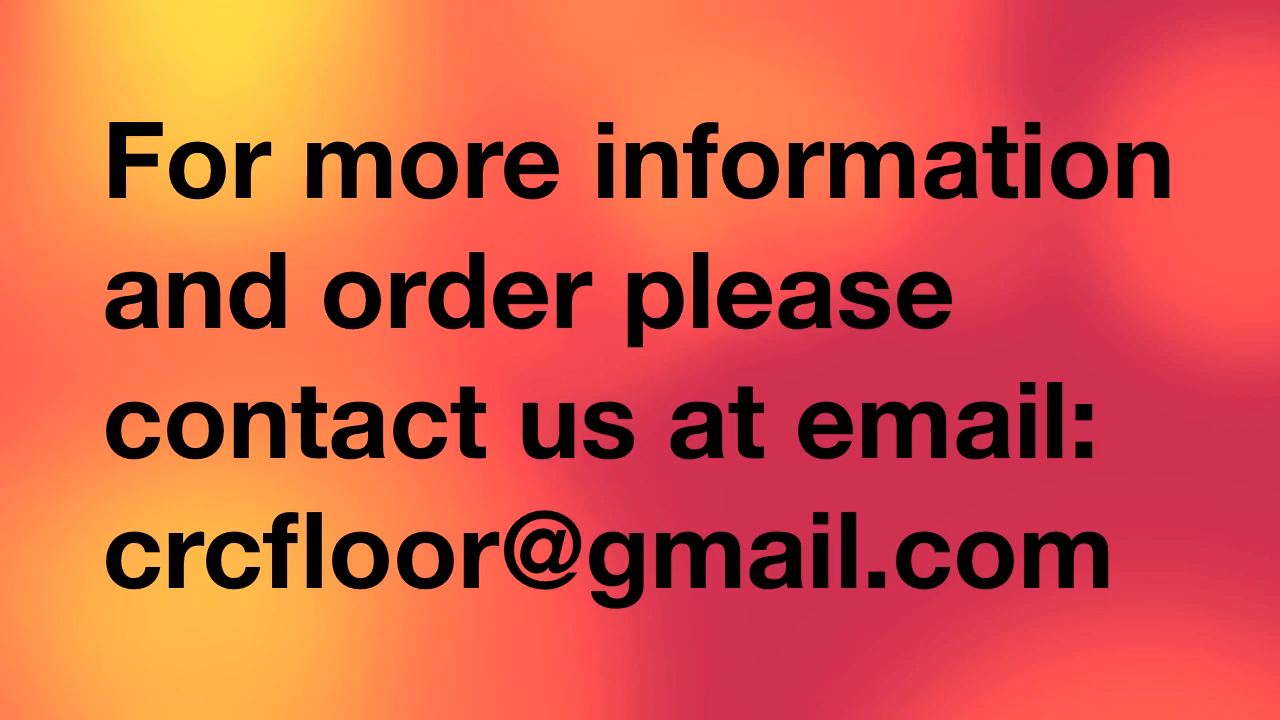 For more information
and order please
contact us at email:
crcfloor@gmail.com